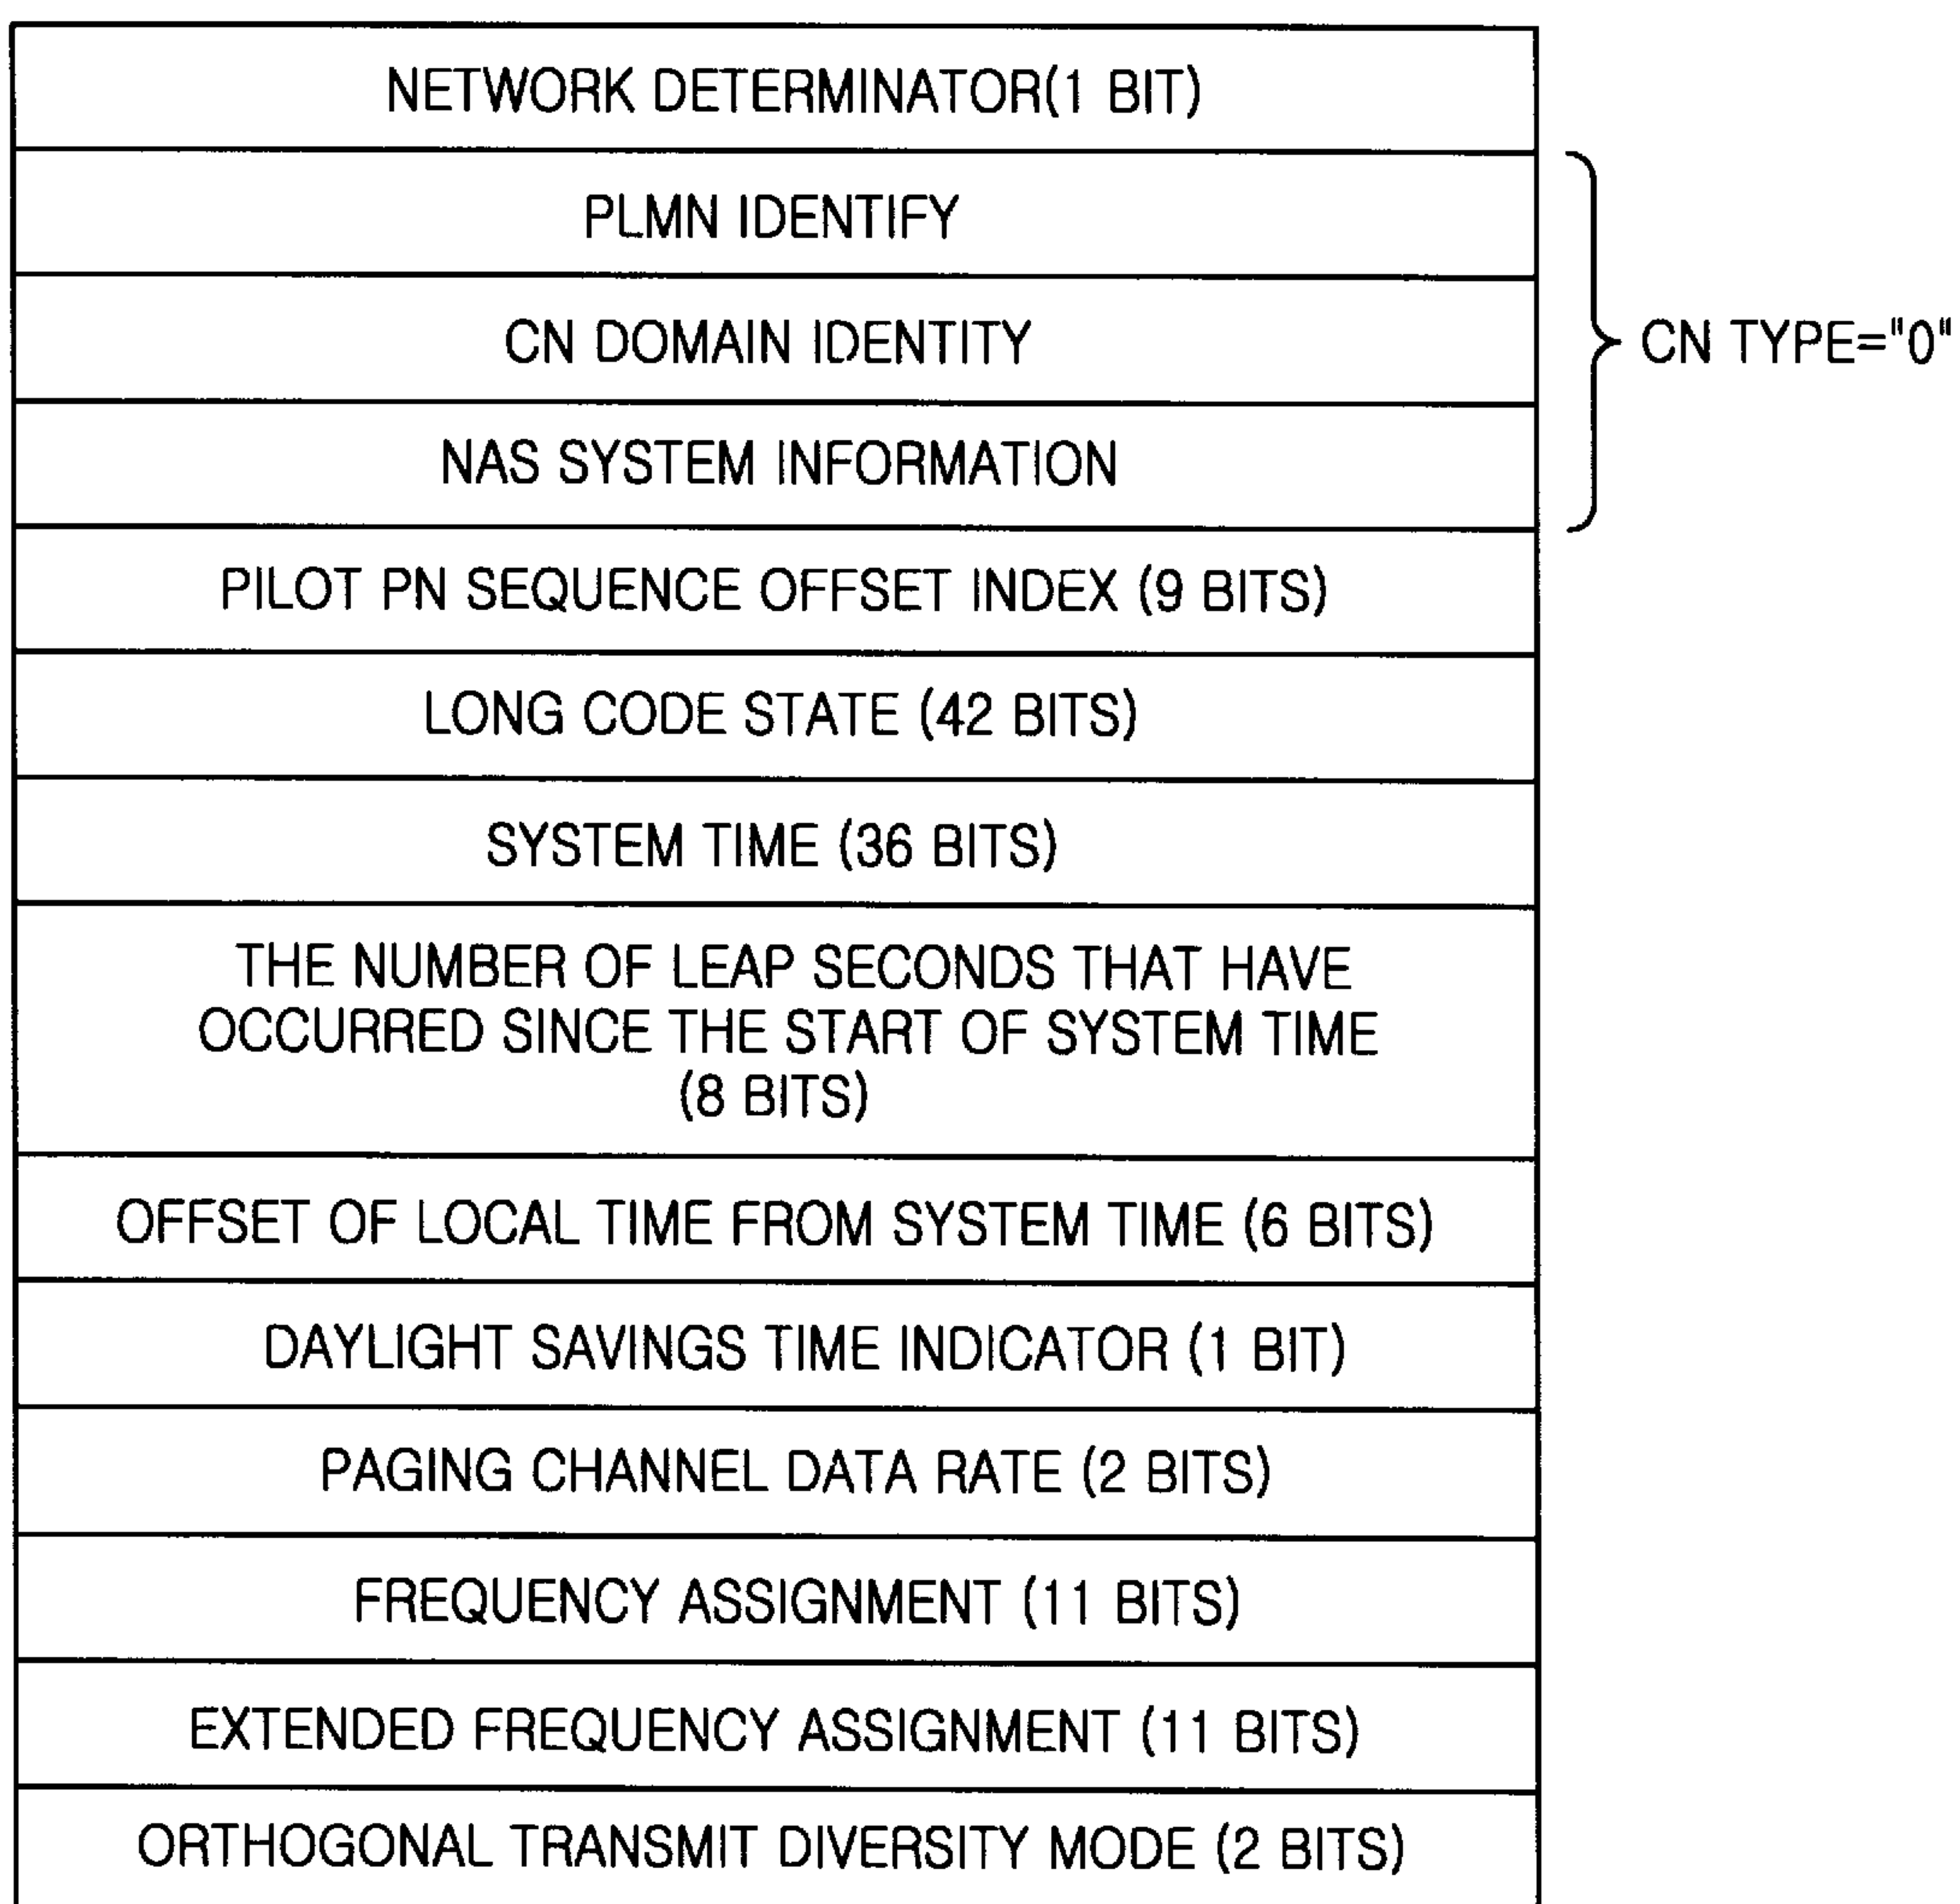 NETWORK DETERMINATOR(1 BIT)
PLMN IDENTIFY
CN DOMAIN IDENTITY
CN TYPE="0"
NAS SYSTEM INFORMATION
PILOT PN SEQUENCE OFFSET INDEX (9 BITS)
LONG CODE STATE (42 BITS)
SYSTEM TIME (36 BITS)
THE NUMBER OF LEAP SECONDS THAT HAVE
OCCURRED SINCE THE START OF SYSTEM TIME
(8 BITS)
OFFSET OF LOCAL TIME FROM SYSTEM TIME (6 BITS)
DAYLIGHT SAVINGS TIME INDICATOR (1 BIT)
PAGING CHANNEL DATA RATE (2 BITS)
FREQUENCY ASSIGNMENT (11 BITS)
EXTENDED FREQUENCY ASSIGNMENT (11 BITS)
ORTHOGONAL TRANSMIT DIVERSITY MODE (2 BITS)